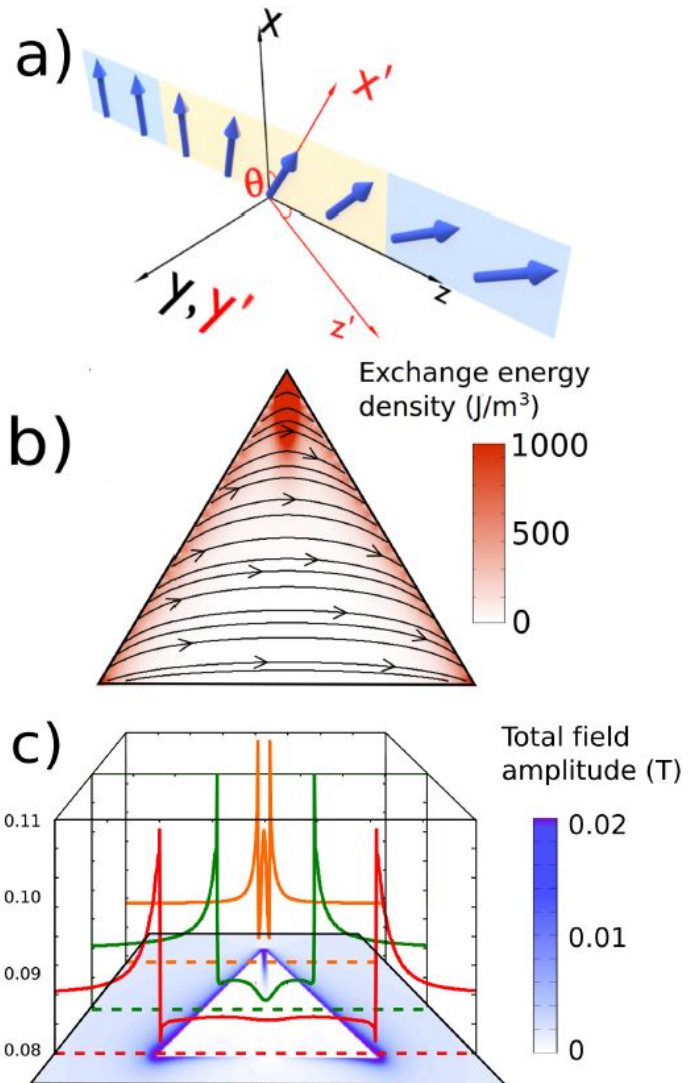 a)
X
X'
θ
y, y'
z
z'
b)
Exchange energy
density (J/m³)
1000
500
0
c)
Total field
amplitude (T)
0.11
0.10
0.09
0.08
0.02
0.01
0